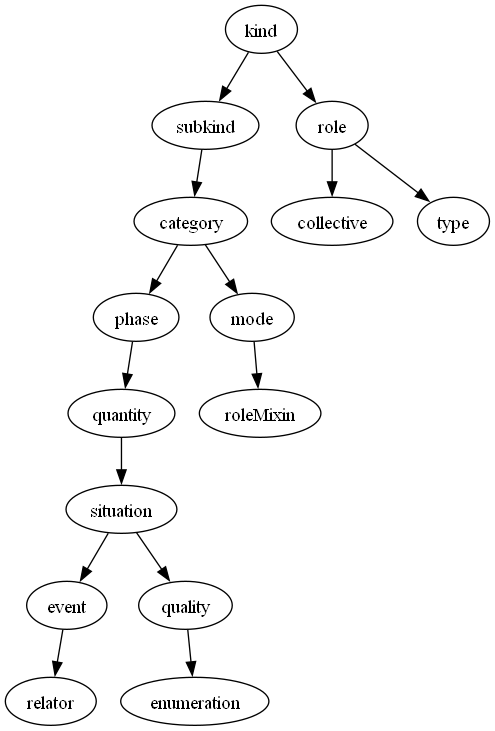 kind
subkind
role
category
collective
type
phase
mode
quantity
roleMixin
situation
event
quality
relator
enumeration